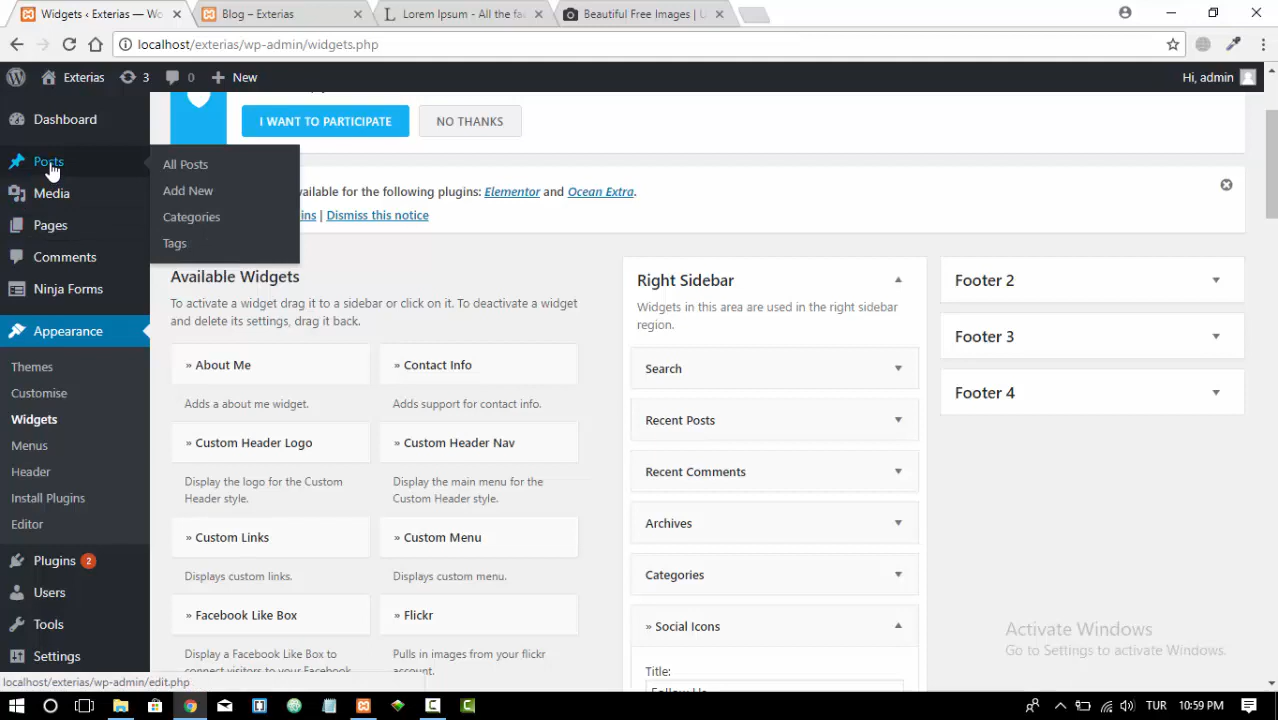 Widgets ‹ Exterias — Wo
Blog – Exterias
Lorem Ipsum - All the fa
Beautiful Free Images | U
localhost/exterias/wp-admin/widgets.php
Exterias
3
0
New
Hi, admin
Dashboard
Posts
Media
Pages
Comments
Ninja Forms
Appearance
Themes
Customise
Widgets
Menus
Header
Install Plugins
Editor
Plugins 2
Users
Tools
Settings
All Posts
Add New
Categories
Tags
I WANT TO PARTICIPATE
NO THANKS
available for the following plugins: Elementor and Ocean Extra.
ins | Dismiss this notice
Available Widgets
To activate a widget drag it to a sidebar or click on it. To deactivate a widget
and delete its settings, drag it back.
» About Me
Adds a about me widget.
» Contact Info
Adds support for contact info.
» Custom Header Logo
Display the logo for the Custom
Header style.
» Custom Header Nav
Display the main menu for the
Custom Header style.
» Custom Links
Displays custom links.
» Custom Menu
Displays custom menu.
» Facebook Like Box
Display a Facebook Like Box to
connect visitors to your Facebook
» Flickr
Pulls in images from your flickr
account.
Right Sidebar
Widgets in this area are used in the right sidebar
region.
Search
Recent Posts
Recent Comments
Archives
Categories
» Social Icons
Title:
Follow Us
Footer 2
Footer 3
Footer 4
Activate Windows
Go to Settings to activate Windows.
localhost/exterias/wp-admin/edit.php
TUR
10:59 PM